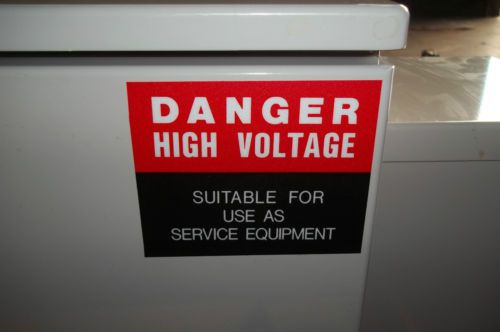 DANGER
HIGH VOLTAGE
SUITABLE FOR
USE AS
SERVICE EQUIPMENT